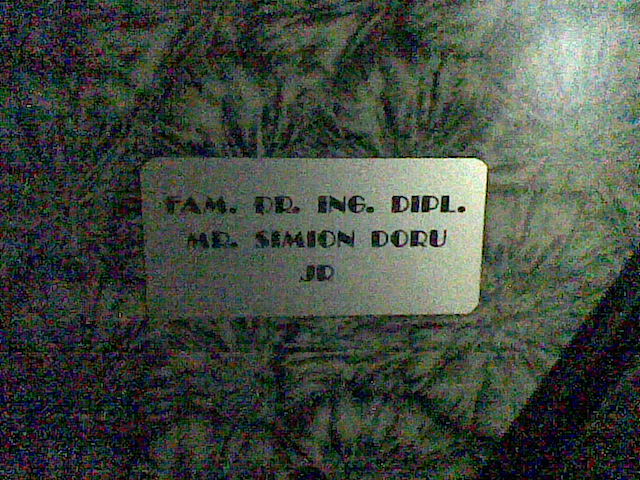 FAM. DR. ING. DIPL.
MR. SIMION DORU
JR